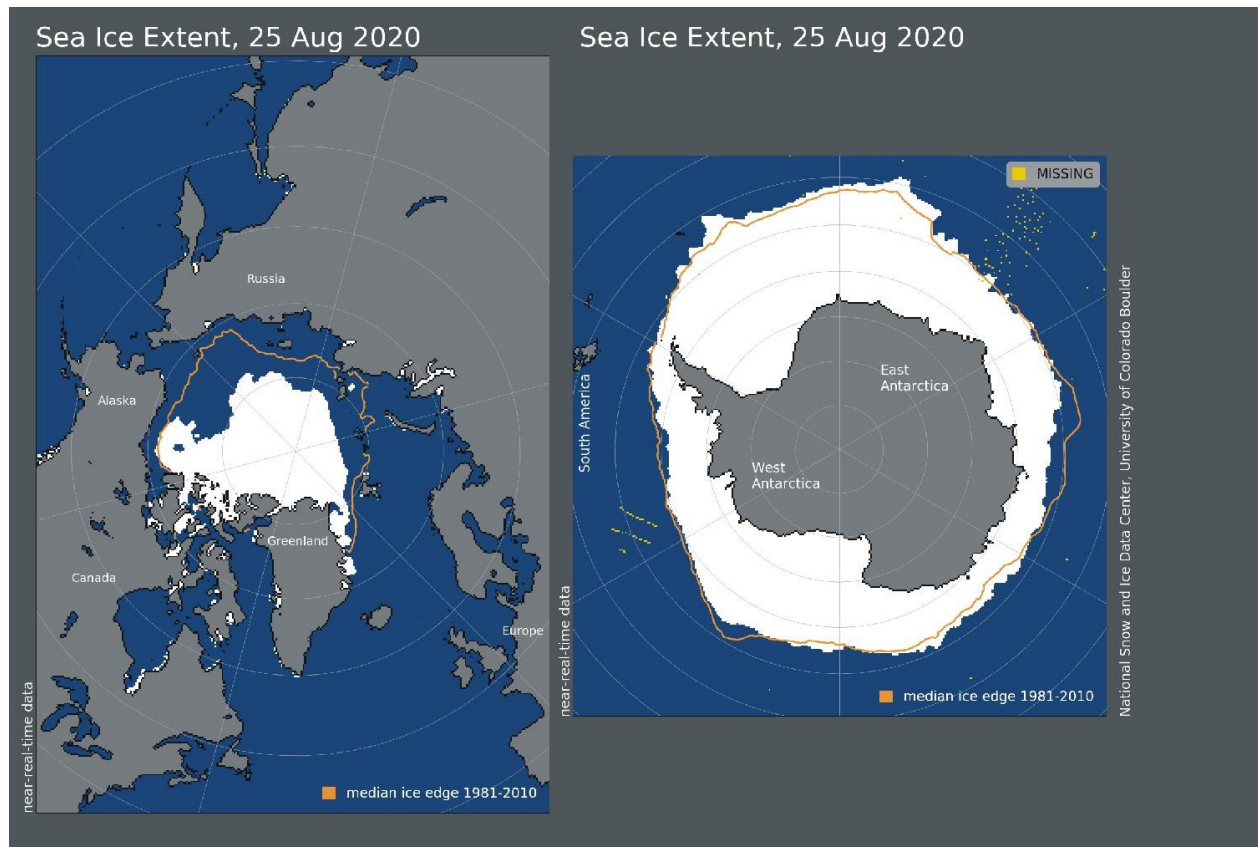 Sea Ice Extent, 25 Aug 2020
Russia
Alaska
Greenland
Canada
Europe
near-real-time data
median ice edge 1981-2010
Sea Ice Extent, 25 Aug 2020
MISSING
East
Antarctica
South America
West
Antarctica
near-real-time data
median ice edge 1981-2010
National Snow and Ice Data Center, University of Colorado Boulder